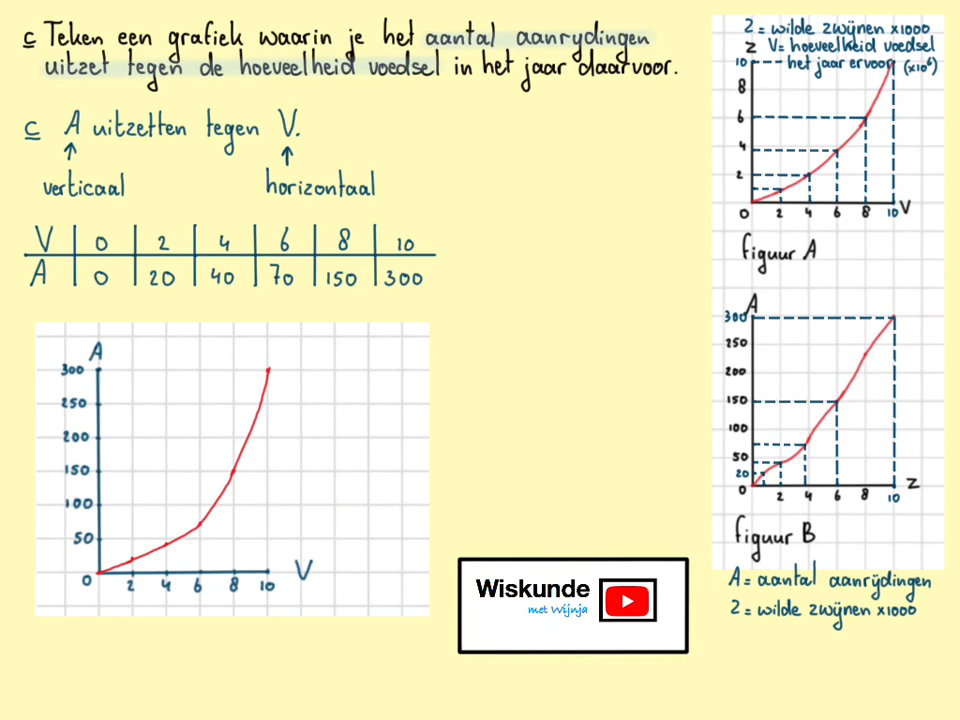 c Teken een grafiek waarin je het aantal aanrydingen
uitzet tegen de hoeveelheid voedsel in het jaar daarvoor.
c A uitzetten tegen V.
verticaal horizontaal
V 0 2 4 6 8 10
A 0 20 40 70 150 300
A
300
250
200
150
100
50
0 2 4 6 8 10 V
Z = wilde zwijnen x1000
Z V = hoeveelheid voedsel
10 het jaar ervoor (x10⁶)
8
6
4
2
0 2 4 6 8 10 V
figuur A
A
300
250
200
150
100
50
20
0 2 4 6 8 10 Z
figuur B
A = aantal aanrijdingen
Z = wilde zwijnen x1000
Wiskunde
met Wijnja